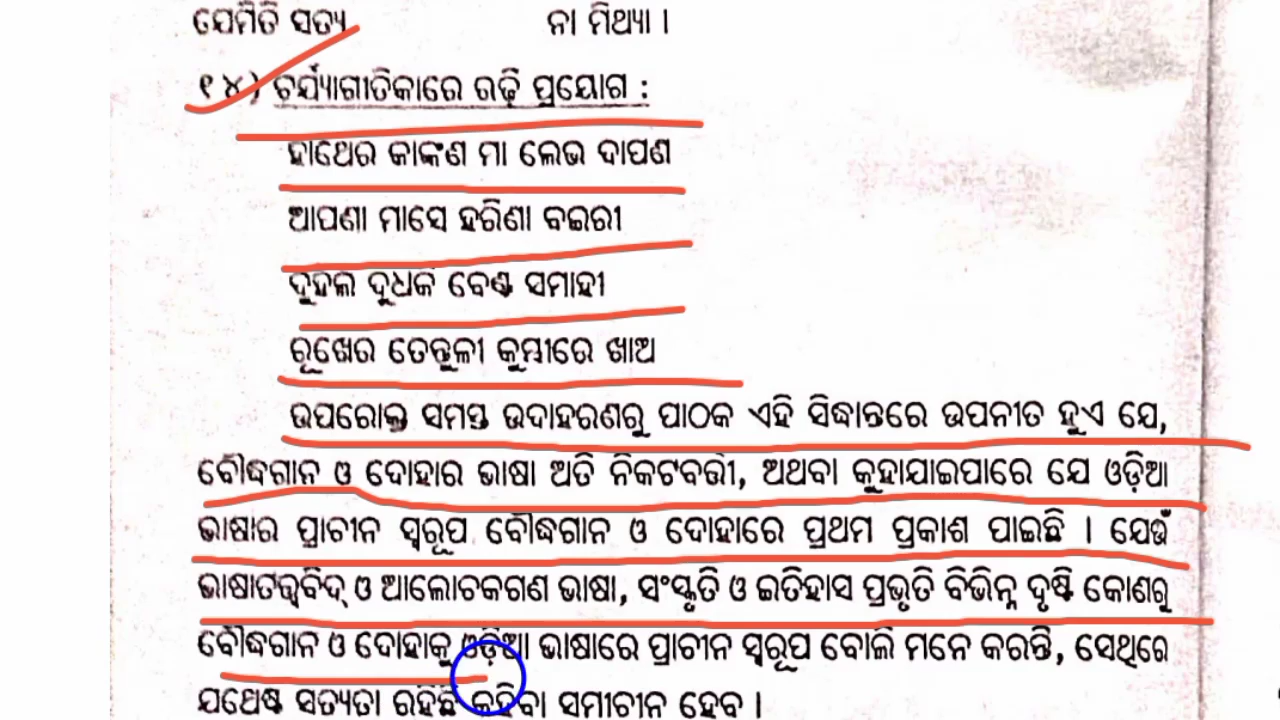 ଯେମିତି ସତ୍ୟ ନା ମିଥ୍ୟା ।
୧୪) ଚର୍ଯ୍ୟାଗୀତିକାରେ ରଢ଼ି ପ୍ରୟୋଗ :
ହାଥେର କାଙ୍କଣ ମା ଲେଭ ଦାପଣ
ଆପଣା ମାସେ ହରିଣା ବଇରୀ
ଦୁହଲ ଦୁଧକ ବେଣ୍ଟ ସମାହୀ
ରୂଖେର ତେନ୍ତୁଳୀ କୁମ୍ଭୀରେ ଖାଅ
ଉପରୋକ୍ତ ସମସ୍ତ ଉଦାହରଣରୁ ପାଠକ ଏହି ସିଦ୍ଧାନ୍ତରେ ଉପନୀତ ହୁଏ ଯେ,
ବୌଦ୍ଧଗାନ ଓ ଦୋହାର ଭାଷା ଅତି ନିକଟବର୍ତ୍ତୀ, ଅଥବା କୁହାଯାଇପାରେ ଯେ ଓଡ଼ିଆ
ଭାଷାର ପ୍ରାଚୀନ ସ୍ୱରୂପ ବୌଦ୍ଧଗାନ ଓ ଦୋହାରେ ପ୍ରଥମ ପ୍ରକାଶ ପାଇଛି । ଯେଉଁ
ଭାଷାତତ୍ତ୍ୱବିଦ୍ ଓ ଆଲୋଚକଗଣ ଭାଷା, ସଂସ୍କୃତି ଓ ଇତିହାସ ପ୍ରଭୃତି ବିଭିନ୍ନ ଦୃଷ୍ଟି କୋଣରୁ
ବୌଦ୍ଧଗାନ ଓ ଦୋହାକୁ ଓଡ଼ିଆ ଭାଷାରେ ପ୍ରାଚୀନ ସ୍ୱରୂପ ବୋଲି ମନେ କରନ୍ତି, ସେଥିରେ
ଯଥେଷ୍ଟ ସତ୍ୟତା ରହିଛି କହିବା ସମୀଚୀନ ହେବ ।